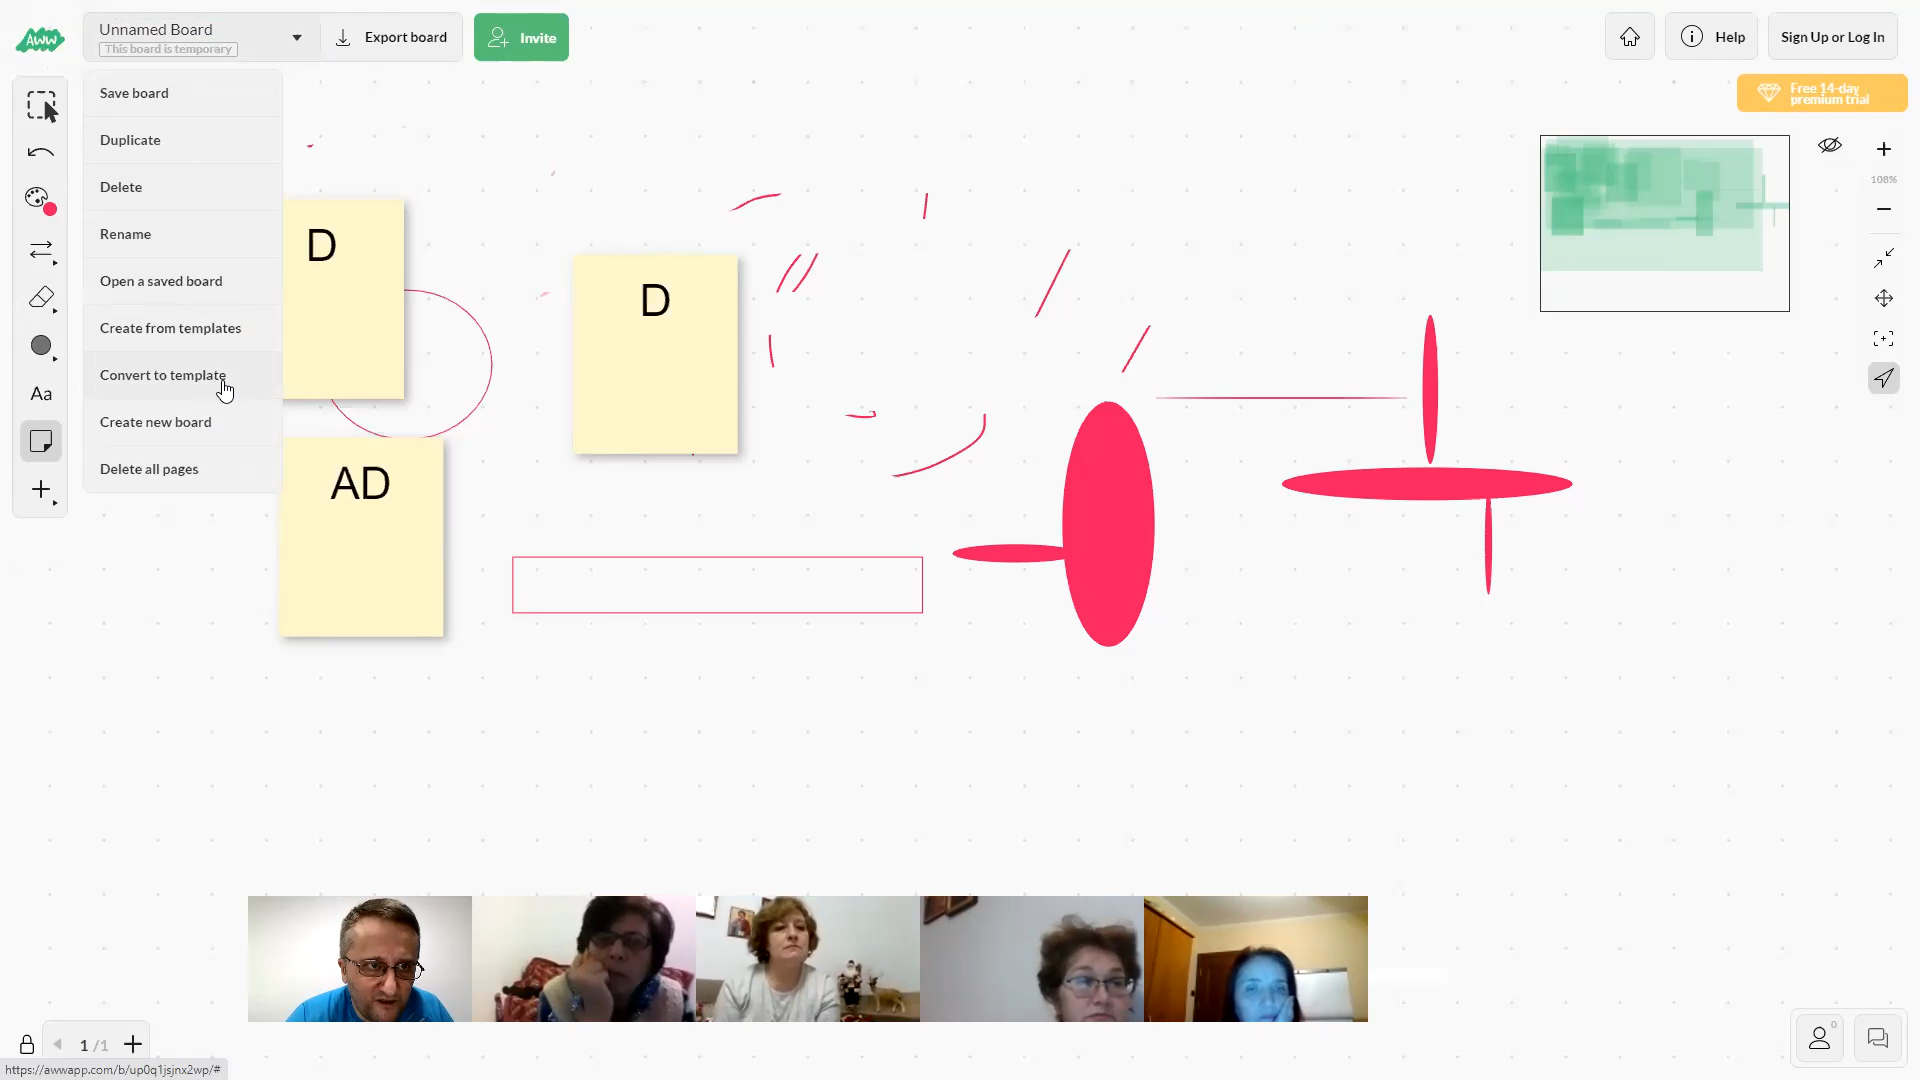 AWW
Unnamed Board
This board is temporary
Export board
Invite
Help
Sign Up or Log In
Free 14-day
premium trial
Save board
Duplicate
Delete
Rename
Open a saved board
Create from templates
Convert to template
Create new board
Delete all pages
Aa
D
D
AD
108%
1/1
0
https://awwapp.com/b/up0q1jsjnx2wp/#